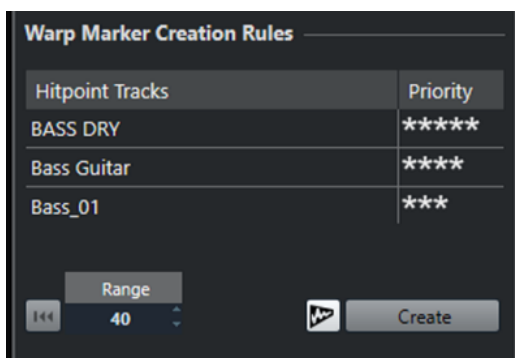 Warp Marker Creation Rules
Hitpoint Tracks Priority
BASS DRY *****
Bass Guitar ****
Bass_01 ***
Range
40 Create